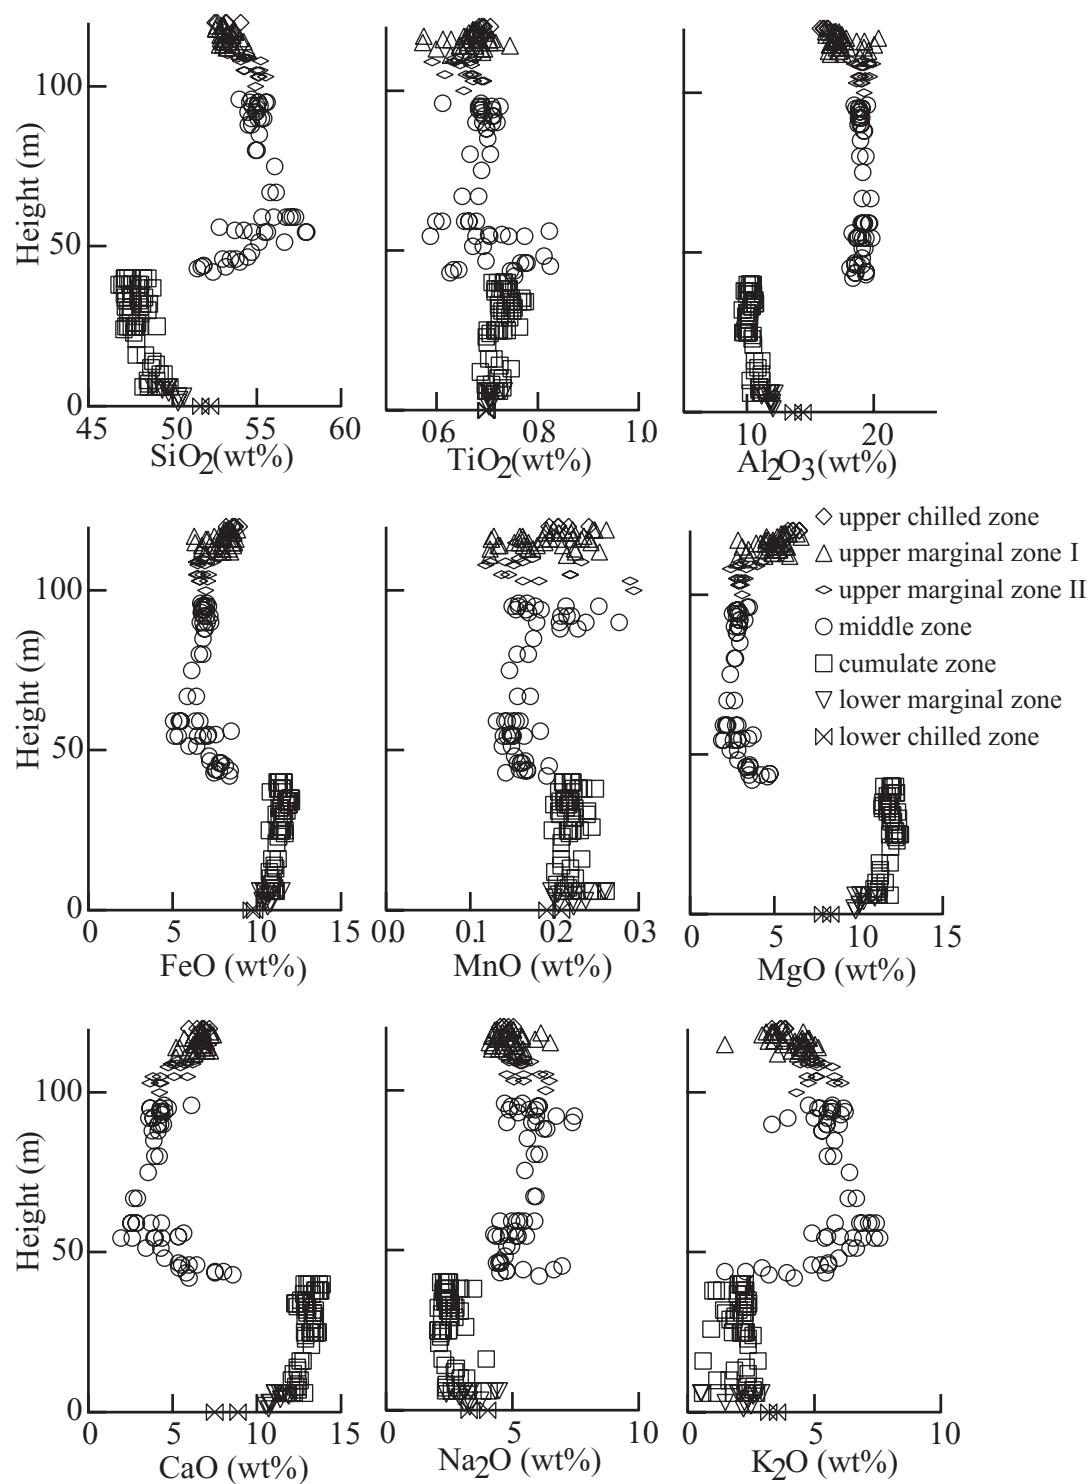 100
50
0
Height (m)
45 50 55 60
SiO2(wt%)
0.6 0.8 1.0
TiO2(wt%)
10 20
Al2O3(wt%)
100
50
0
Height (m)
0 5 10 15
FeO (wt%)
0.0 0.1 0.2 0.3
MnO (wt%)
0 5 10 15
MgO (wt%)
upper chilled zone
upper marginal zone I
upper marginal zone II
middle zone
cumulate zone
lower marginal zone
lower chilled zone
100
50
0
Height (m)
0 5 10 15
CaO (wt%)
0 5 10
Na2O (wt%)
0 5 10
K2O (wt%)